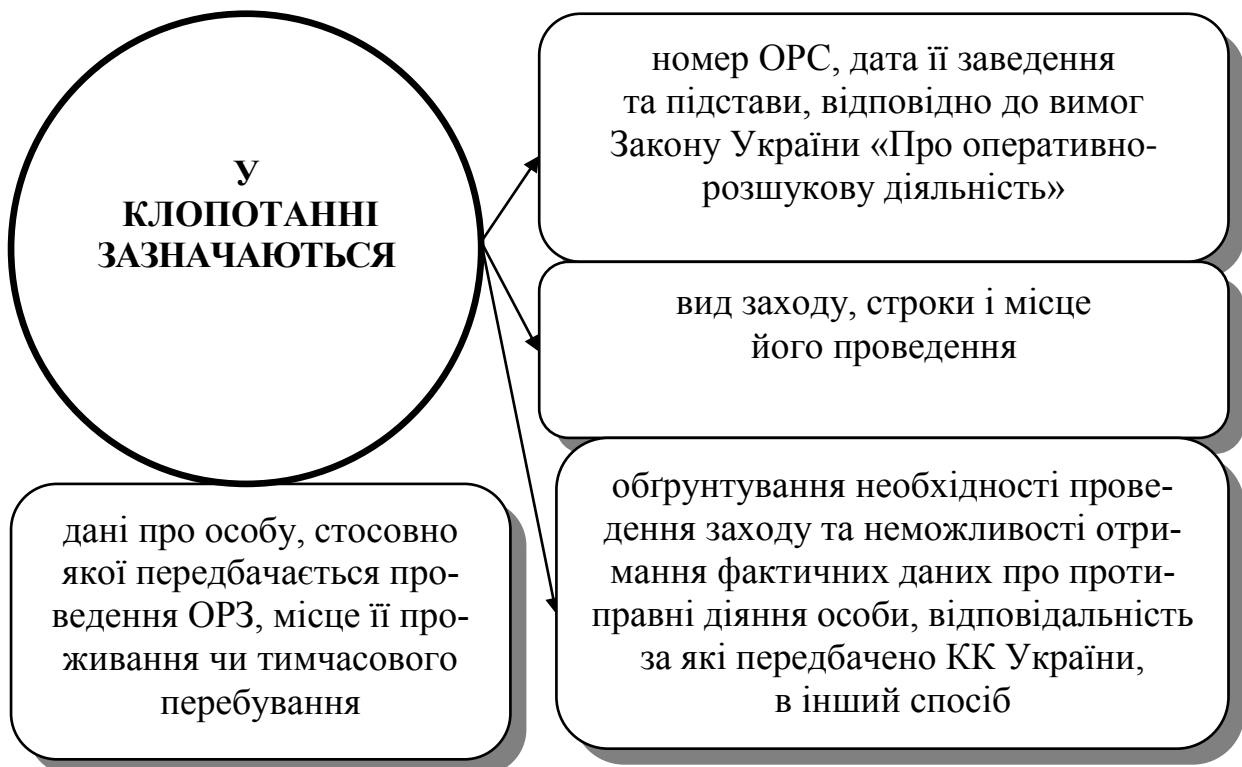 У
КЛОПОТАННІ
ЗАЗНАЧАЮТЬСЯ
номер ОРС, дата її заведення
та підстави, відповідно до вимог
Закону України «Про оперативно-
розшукову діяльність»
вид заходу, строки і місце
його проведення
обґрунтування необхідності прове-
дення заходу та неможливості отри-
мання фактичних даних про проти-
правні діяння особи, відповідальність
за які передбачено КК України,
в інший спосіб
дані про особу, стосовно
якої передбачається про-
ведення ОРЗ, місце її про-
живання чи тимчасового
перебування